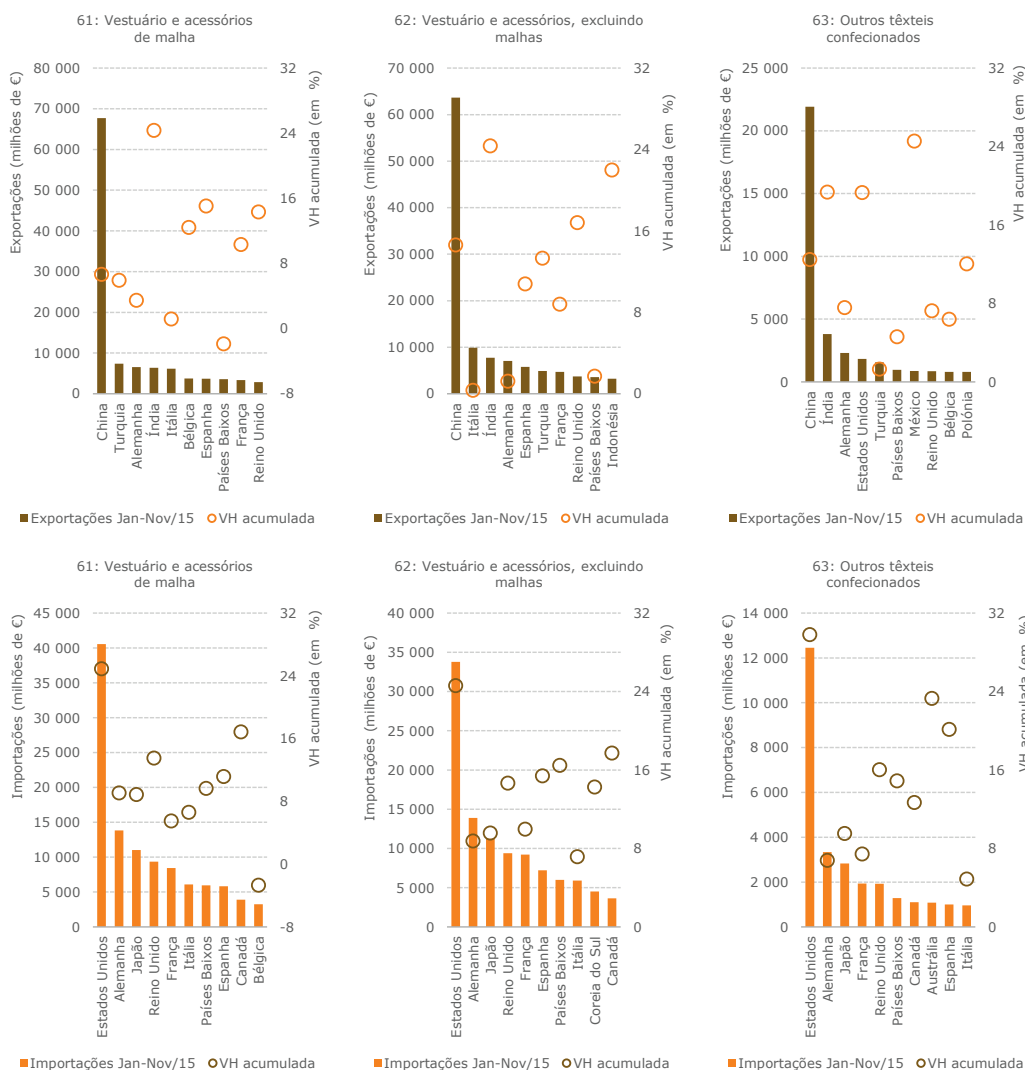 61: Vestuário e acessórios
de malha
Exportações (milhões de €)
80 000
70 000
60 000
50 000
40 000
30 000
20 000
10 000
0
32
24
16
8
0
-8
VH acumulada (em %)
China
Turquia
Alemanha
Índia
Itália
Bélgica
Espanha
Países Baixos
França
Reino Unido
Exportações Jan-Nov/15 VH acumulada
62: Vestuário e acessórios, excluindo
malhas
Exportações (milhões de €)
70 000
60 000
50 000
40 000
30 000
20 000
10 000
0
32
24
16
8
0
VH acumulada (em %)
China
Itália
Índia
Alemanha
Espanha
Turquia
França
Reino Unido
Países Baixos
Indonésia
Exportações Jan-Nov/15 VH acumulada
63: Outros têxteis
confecionados
Exportações (milhões de €)
25 000
20 000
15 000
10 000
5 000
0
32
24
16
8
0
VH acumulada (em %)
China
Índia
Alemanha
Estados Unidos
Turquia
Países Baixos
México
Reino Unido
Bélgica
Polónia
Exportações Jan-Nov/15 VH acumulada
61: Vestuário e acessórios
de malha
Importações (milhões de €)
45 000
40 000
35 000
30 000
25 000
20 000
15 000
10 000
5 000
0
32
24
16
8
0
-8
VH acumulada (em %)
Estados Unidos
Alemanha
Japão
Reino Unido
França
Itália
Países Baixos
Espanha
Canadá
Bélgica
Importações Jan-Nov/15 VH acumulada
62: Vestuário e acessórios, excluindo
malhas
Importações (milhões de €)
40 000
35 000
30 000
25 000
20 000
15 000
10 000
5 000
0
32
24
16
8
0
VH acumulada (em %)
Estados Unidos
Alemanha
Japão
Reino Unido
França
Espanha
Países Baixos
Itália
Coreia do Sul
Canadá
Importações Jan-Nov/15 VH acumulada
63: Outros têxteis
confecionados
Importações (milhões de €)
14 000
12 000
10 000
8 000
6 000
4 000
2 000
0
32
24
16
8
0
VH acumulada (em %)
Estados Unidos
Alemanha
Japão
França
Reino Unido
Países Baixos
Canadá
Austrália
Espanha
Itália
Importações Jan-Nov/15 VH acumulada